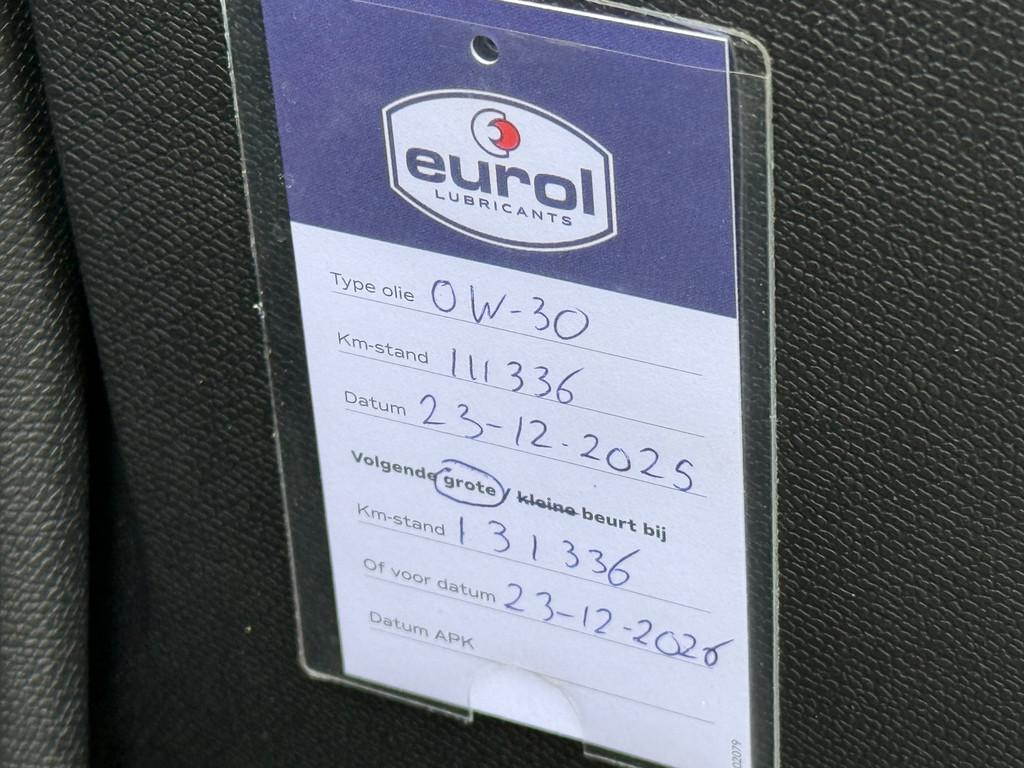 eurol
LUBRICANTS
Type olie 0W-30
Km-stand 111336
Datum 23-12-2025
Volgende grote / kleine beurt bij
Km-stand 131336
Of voor datum 23-12-2026
Datum APK
02079